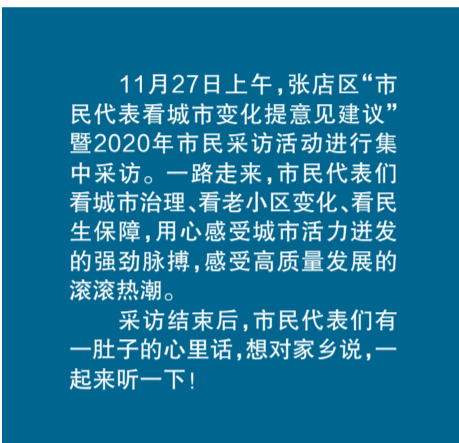 11月27日上午,张店区“市
民代表看城市变化提意见建议”
暨2020年市民采访活动进行集
中采访。一路走来,市民代表们
看城市治理、看老小区变化、看民
生保障,用心感受城市活力迸发
的强劲脉搏,感受高质量发展的
滚滚热潮。
采访结束后,市民代表们有
一肚子的心里话,想对家乡说,一
起来听一下!